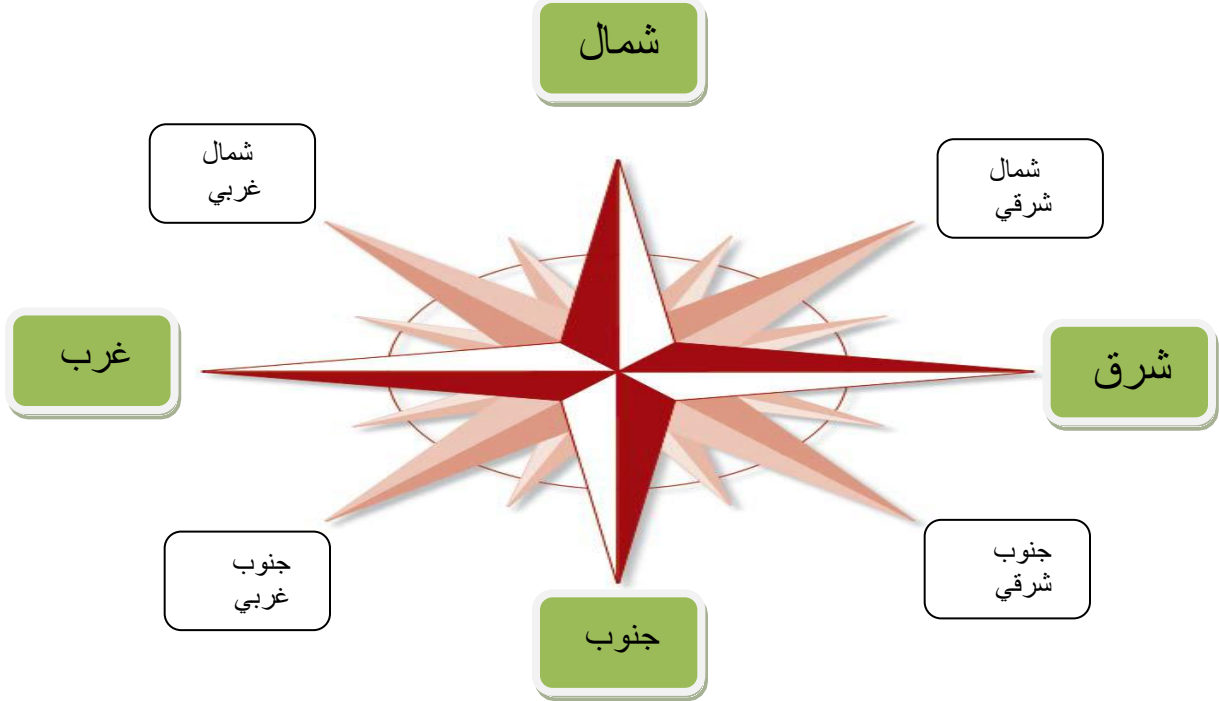 شمال
شمال
شرقي
شمال
غربي
شرق
غرب
جنوب
شرقي
جنوب
غربي
جنوب